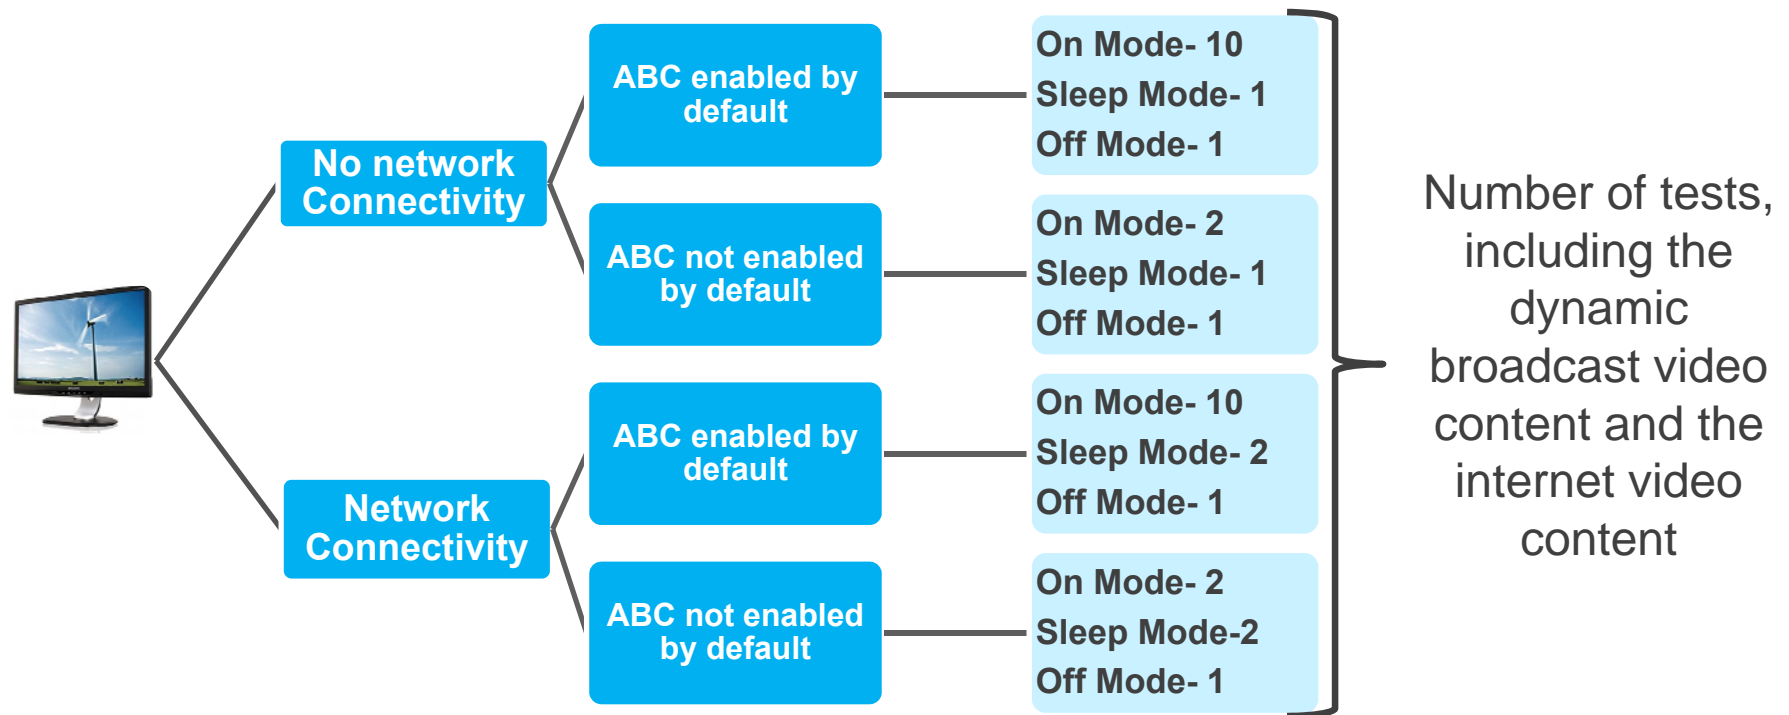 No network
Connectivity
ABC enabled by
default
On Mode- 10
Sleep Mode- 1
Off Mode- 1
ABC not enabled
by default
On Mode- 2
Sleep Mode- 1
Off Mode- 1
Network
Connectivity
ABC enabled by
default
On Mode- 10
Sleep Mode- 2
Off Mode- 1
ABC not enabled
by default
On Mode- 2
Sleep Mode-2
Off Mode- 1
Number of tests,
including the
dynamic
broadcast video
content and the
internet video
content